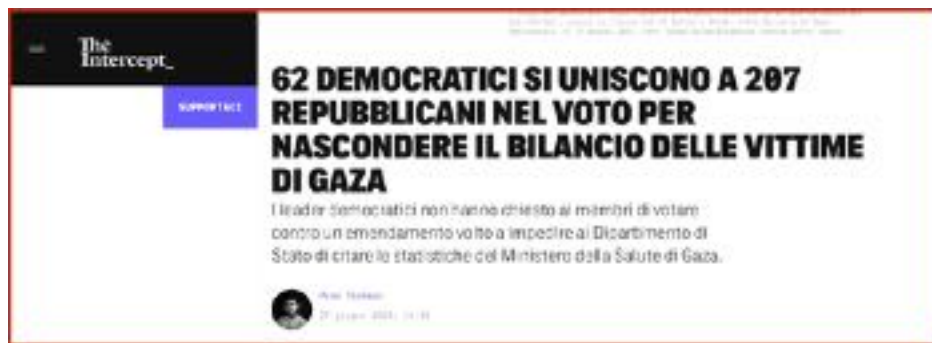 The
Intercept_
SUPPORTACI
62 DEMOCRATICI SI UNISCONO A 207
REPUBBLICANI NEL VOTO PER
NASCONDERE IL BILANCIO DELLE VITTIME
DI GAZA
I leader democratici non hanno chiesto ai membri di votare
contro un emendamento volto a impedire al Dipartimento di
Stato di citare le statistiche del Ministero della Salute di Gaza.